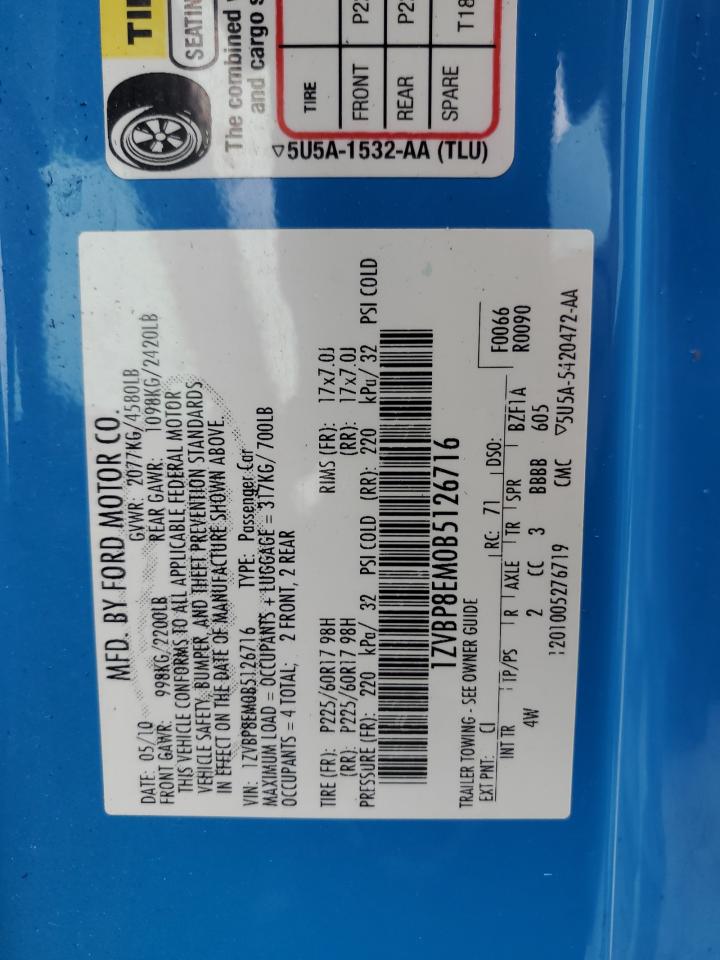 TIRE
FRONT
REAR
SPARE T18
SEATIN
The combined
and cargo
▽5U5A-1532-AA (TLU)
MFD. BY FORD MOTOR CO
DATE: 05/10 GVWR: 2077KG/4580LB
FRONT GAWR: 998KG/2200LB REAR GAWR: 1098KG/2420LB
THIS VEHICLE CONFORMS TO ALL APPLICABLE FEDERAL MOTOR
VEHICLE SAFETY, BUMPER, AND THEFT PREVENTION STANDARDS
IN EFFECT ON THE DATE OF MANUFACTURE SHOWN ABOVE.
VIN: 1ZVBP8EM0B5126716 TYPE: Passenger Car
MAXIMUM LOAD = OCCUPANTS + LUGGAGE = 317KG/ 700LB
OCCUPANTS = 4 TOTAL; 2 FRONT, 2 REAR
TIRE (FR): P225/60R17 98H RIMS (FR): 17x7.0J
(RR): P225/60R17 98H (RR): 17x7.0J
PRESSURE (FR): 220 kPa/ 32 PSI COLD (RR): 220 kPa/ 32 PSI COLD
1ZVBP8EM0B5126716
TRAILER TOWING - SEE OWNER GUIDE
EXT PNT: CI RC: 71 DSO: F0066
R0090
INT TR TP/PS R AXLE TR SPR BZF1A
4W 2 CC 3 BBBB 605
1201005276719 CMC ▽5U5A-5420472-AA